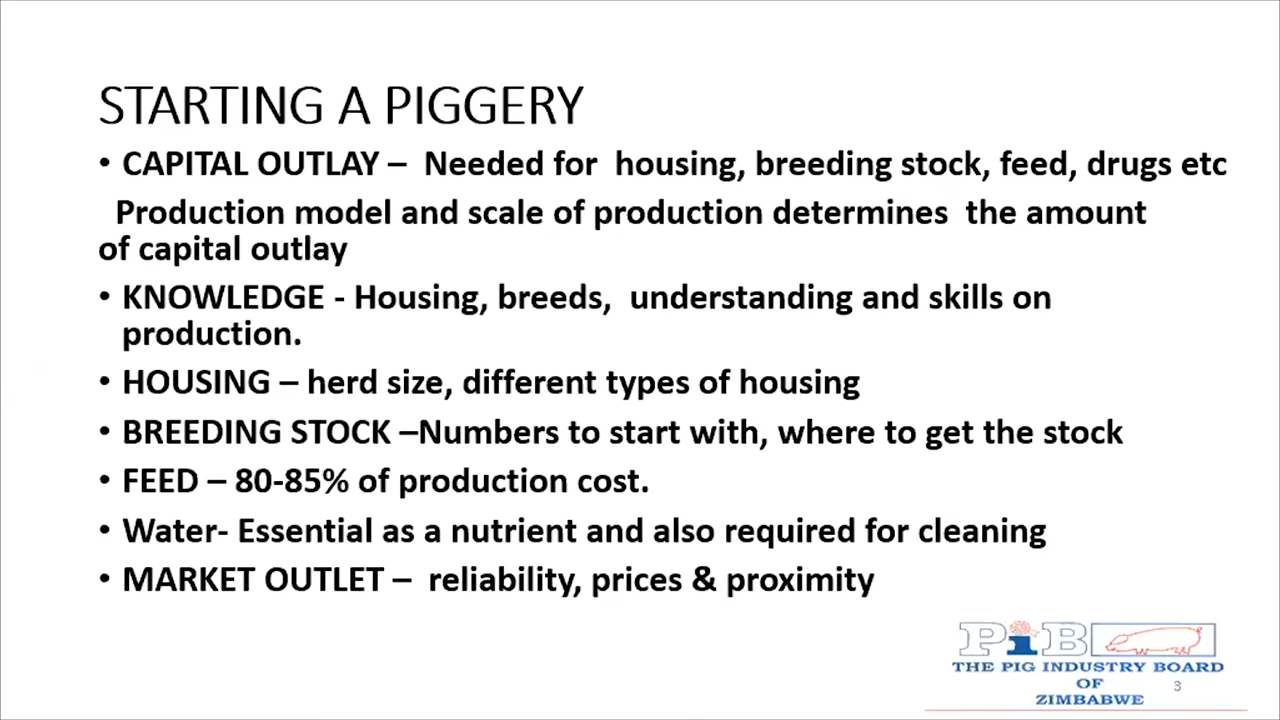 STARTING A PIGGERY
• CAPITAL OUTLAY – Needed for housing, breeding stock, feed, drugs etc
Production model and scale of production determines the amount
of capital outlay
• KNOWLEDGE - Housing, breeds, understanding and skills on
production.
• HOUSING – herd size, different types of housing
• BREEDING STOCK –Numbers to start with, where to get the stock
• FEED – 80-85% of production cost.
• Water- Essential as a nutrient and also required for cleaning
• MARKET OUTLET – reliability, prices & proximity
PiB
THE PIG INDUSTRY BOARD
OF
ZIMBABWE
3